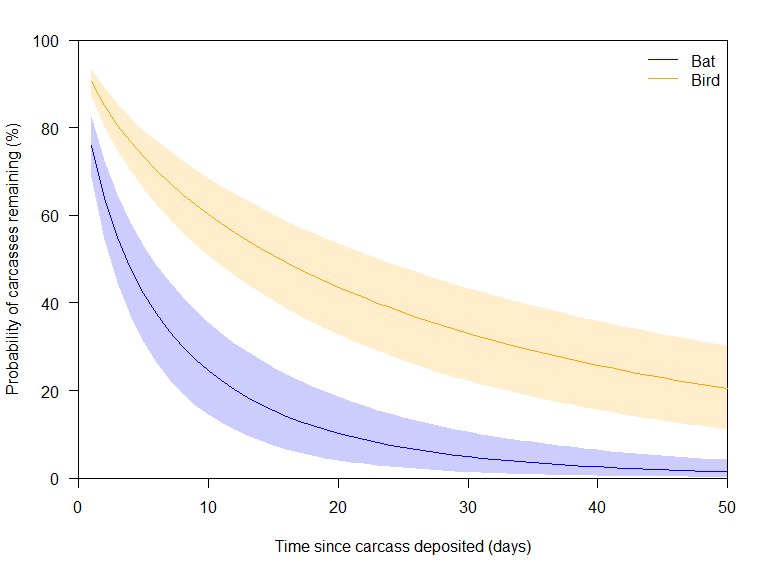 100
80
60
40
20
0
Probability of carcasses remaining (%)
Bat
Bird
0 10 20 30 40 50
Time since carcass deposited (days)